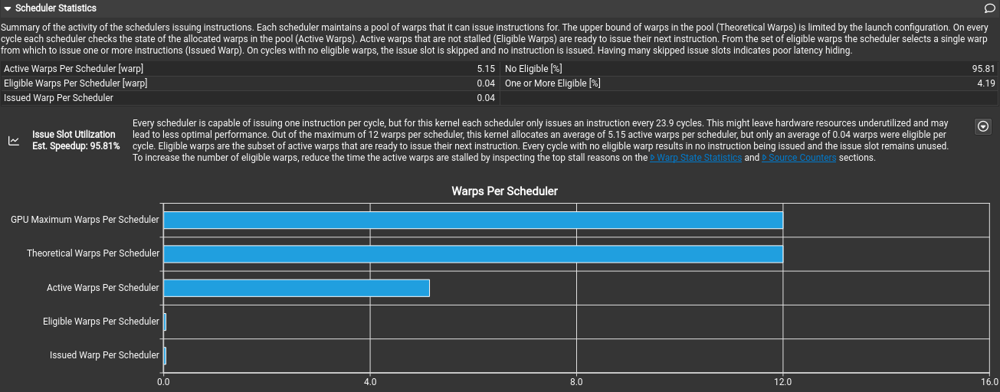 Scheduler Statistics
Summary of the activity of the schedulers issuing instructions. Each scheduler maintains a pool of warps that it can issue instructions for. The upper bound of warps in the pool (Theoretical Warps) is limited by the launch configuration. On every
cycle each scheduler checks the state of the allocated warps in the pool (Active Warps). Active warps that are not stalled (Eligible Warps) are ready to issue their next instruction. From the set of eligible warps the scheduler selects a single warp
from which to issue one or more instructions (Issued Warp). On cycles with no eligible warps, the issue slot is skipped and no instruction is issued. Having many skipped issue slots indicates poor latency hiding.
Active Warps Per Scheduler [warp] 5.15 No Eligible [%] 95.81
Eligible Warps Per Scheduler [warp] 0.04 One or More Eligible [%] 4.19
Issued Warp Per Scheduler 0.04
Issue Slot Utilization
Est. Speedup: 95.81%
Every scheduler is capable of issuing one instruction per cycle, but for this kernel each scheduler only issues an instruction every 23.9 cycles. This might leave hardware resources underutilized and may
lead to less optimal performance. Out of the maximum of 12 warps per scheduler, this kernel allocates an average of 5.15 active warps per scheduler, but only an average of 0.04 warps were eligible per
cycle. Eligible warps are the subset of active warps that are ready to issue their next instruction. Every cycle with no eligible warp results in no instruction being issued and the issue slot remains unused.
To increase the number of eligible warps, reduce the time the active warps are stalled by inspecting the top stall reasons on the Warp State Statistics and Source Counters sections.
Warps Per Scheduler
GPU Maximum Warps Per Scheduler
Theoretical Warps Per Scheduler
Active Warps Per Scheduler
Eligible Warps Per Scheduler
Issued Warp Per Scheduler
0.0 4.0 8.0 12.0 16.0